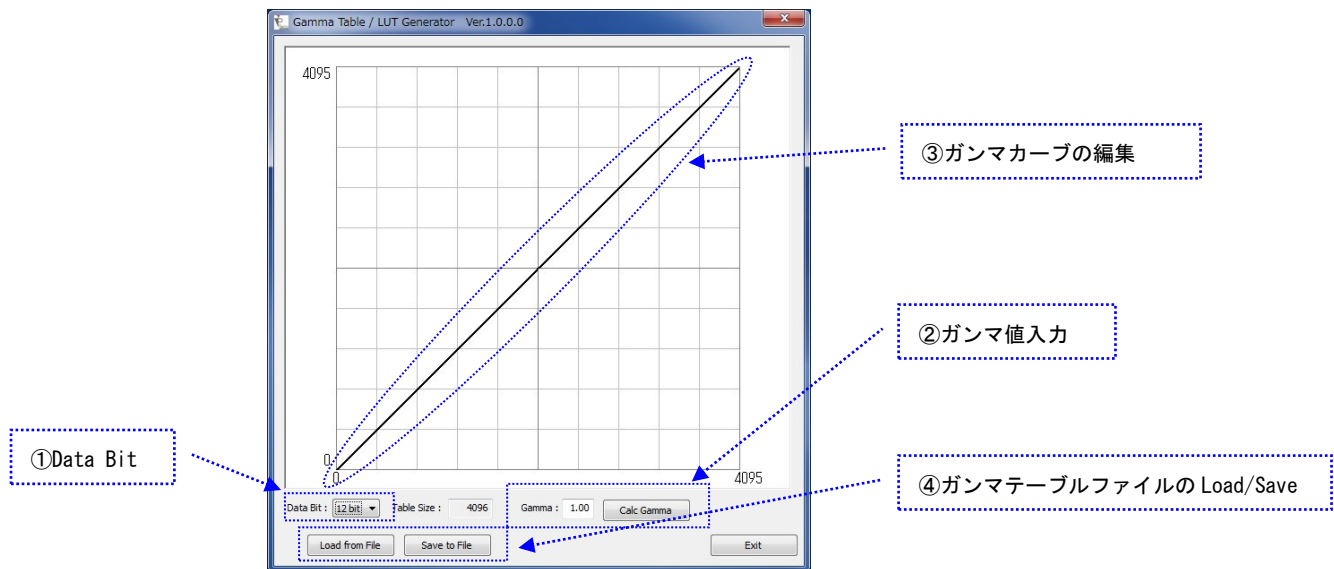 Gamma Table / LUT Generator Ver.1.0.0.0
4095
③ガンマカーブの編集
②ガンマ値入力
①Data Bit
0
0
4095
④ガンマテーブルファイルの Load/Save
Data Bit : 12 bit Table Size : 4096 Gamma : 1.00 Calc Gamma
Load from File Save to File Exit